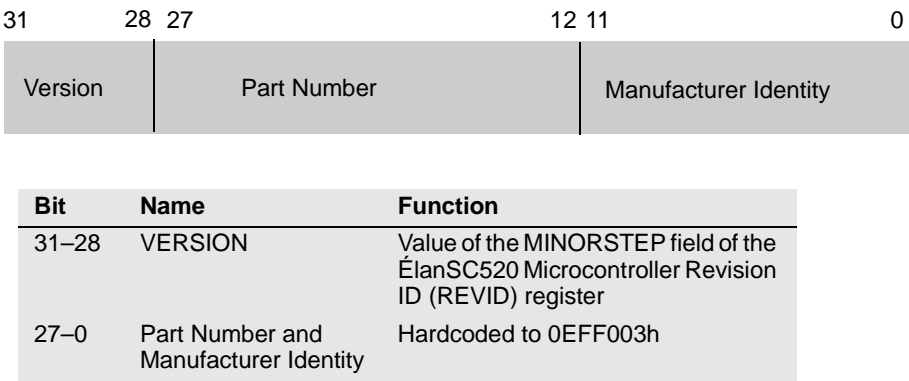 31 28 27 12 11 0
Version Part Number Manufacturer Identity
Bit Name Function
31–28 VERSION Value of the MINORSTEP field of the
ÉlanSC520 Microcontroller Revision
ID (REVID) register
27–0 Part Number and Hardcoded to 0EFF003h
Manufacturer Identity